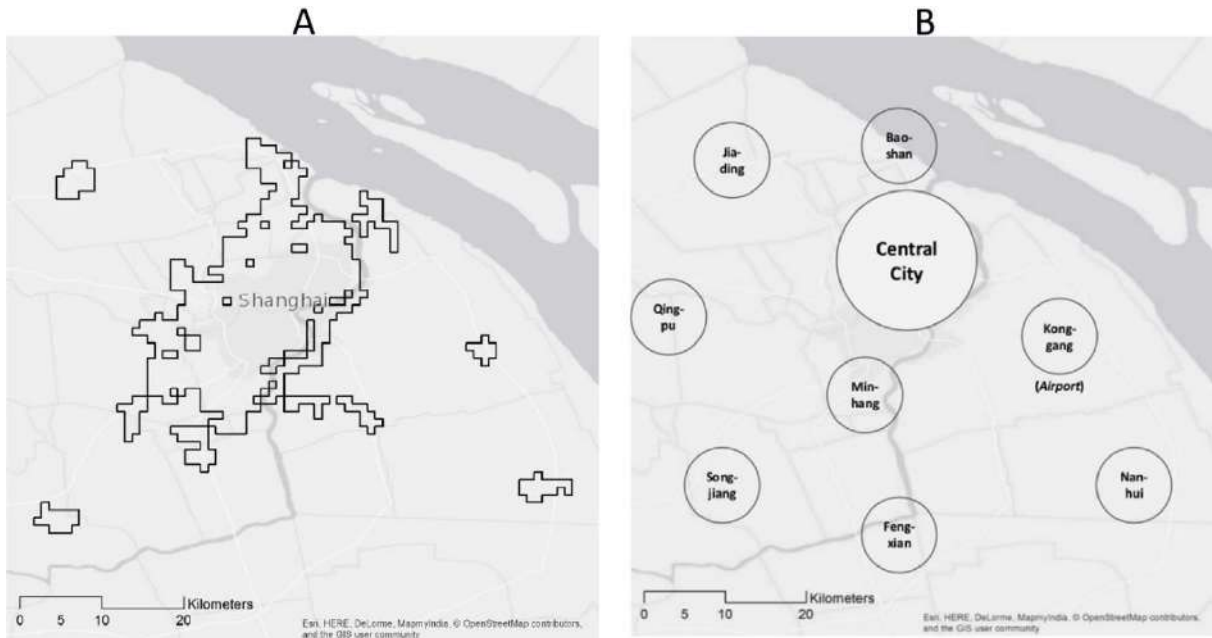 A
Shanghai
Kilometers
0 5 10 20
Esri, HERE, DeLorme, MapmyIndia, © OpenStreetMap contributors,
and the GIS user community
B
Jia-
ding
Bao-
shan
Central
City
Qing-
pu
Kong-
gang
(Airport)
Min-
hang
Song-
jiang
Nan-
hui
Feng-
xian
Kilometers
0 5 10 20
Esri, HERE, DeLorme, MapmyIndia, © OpenStreetMap contributors,
and the GIS user community